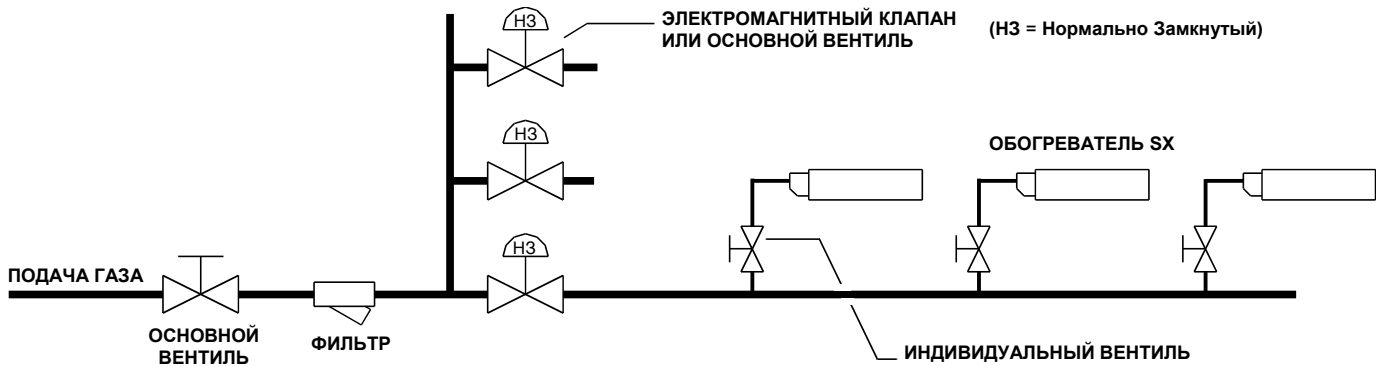 НЗ
ЭЛЕКТРОМАГНИТНЫЙ КЛАПАН
ИЛИ ОСНОВНОЙ ВЕНТИЛЬ
(НЗ = Нормально Замкнутый)
НЗ
ОБОГРЕВАТЕЛЬ SX
НЗ
ПОДАЧА ГАЗА
ОСНОВНОЙ
ВЕНТИЛЬ
ФИЛЬТР
ИНДИВИДУАЛЬНЫЙ ВЕНТИЛЬ